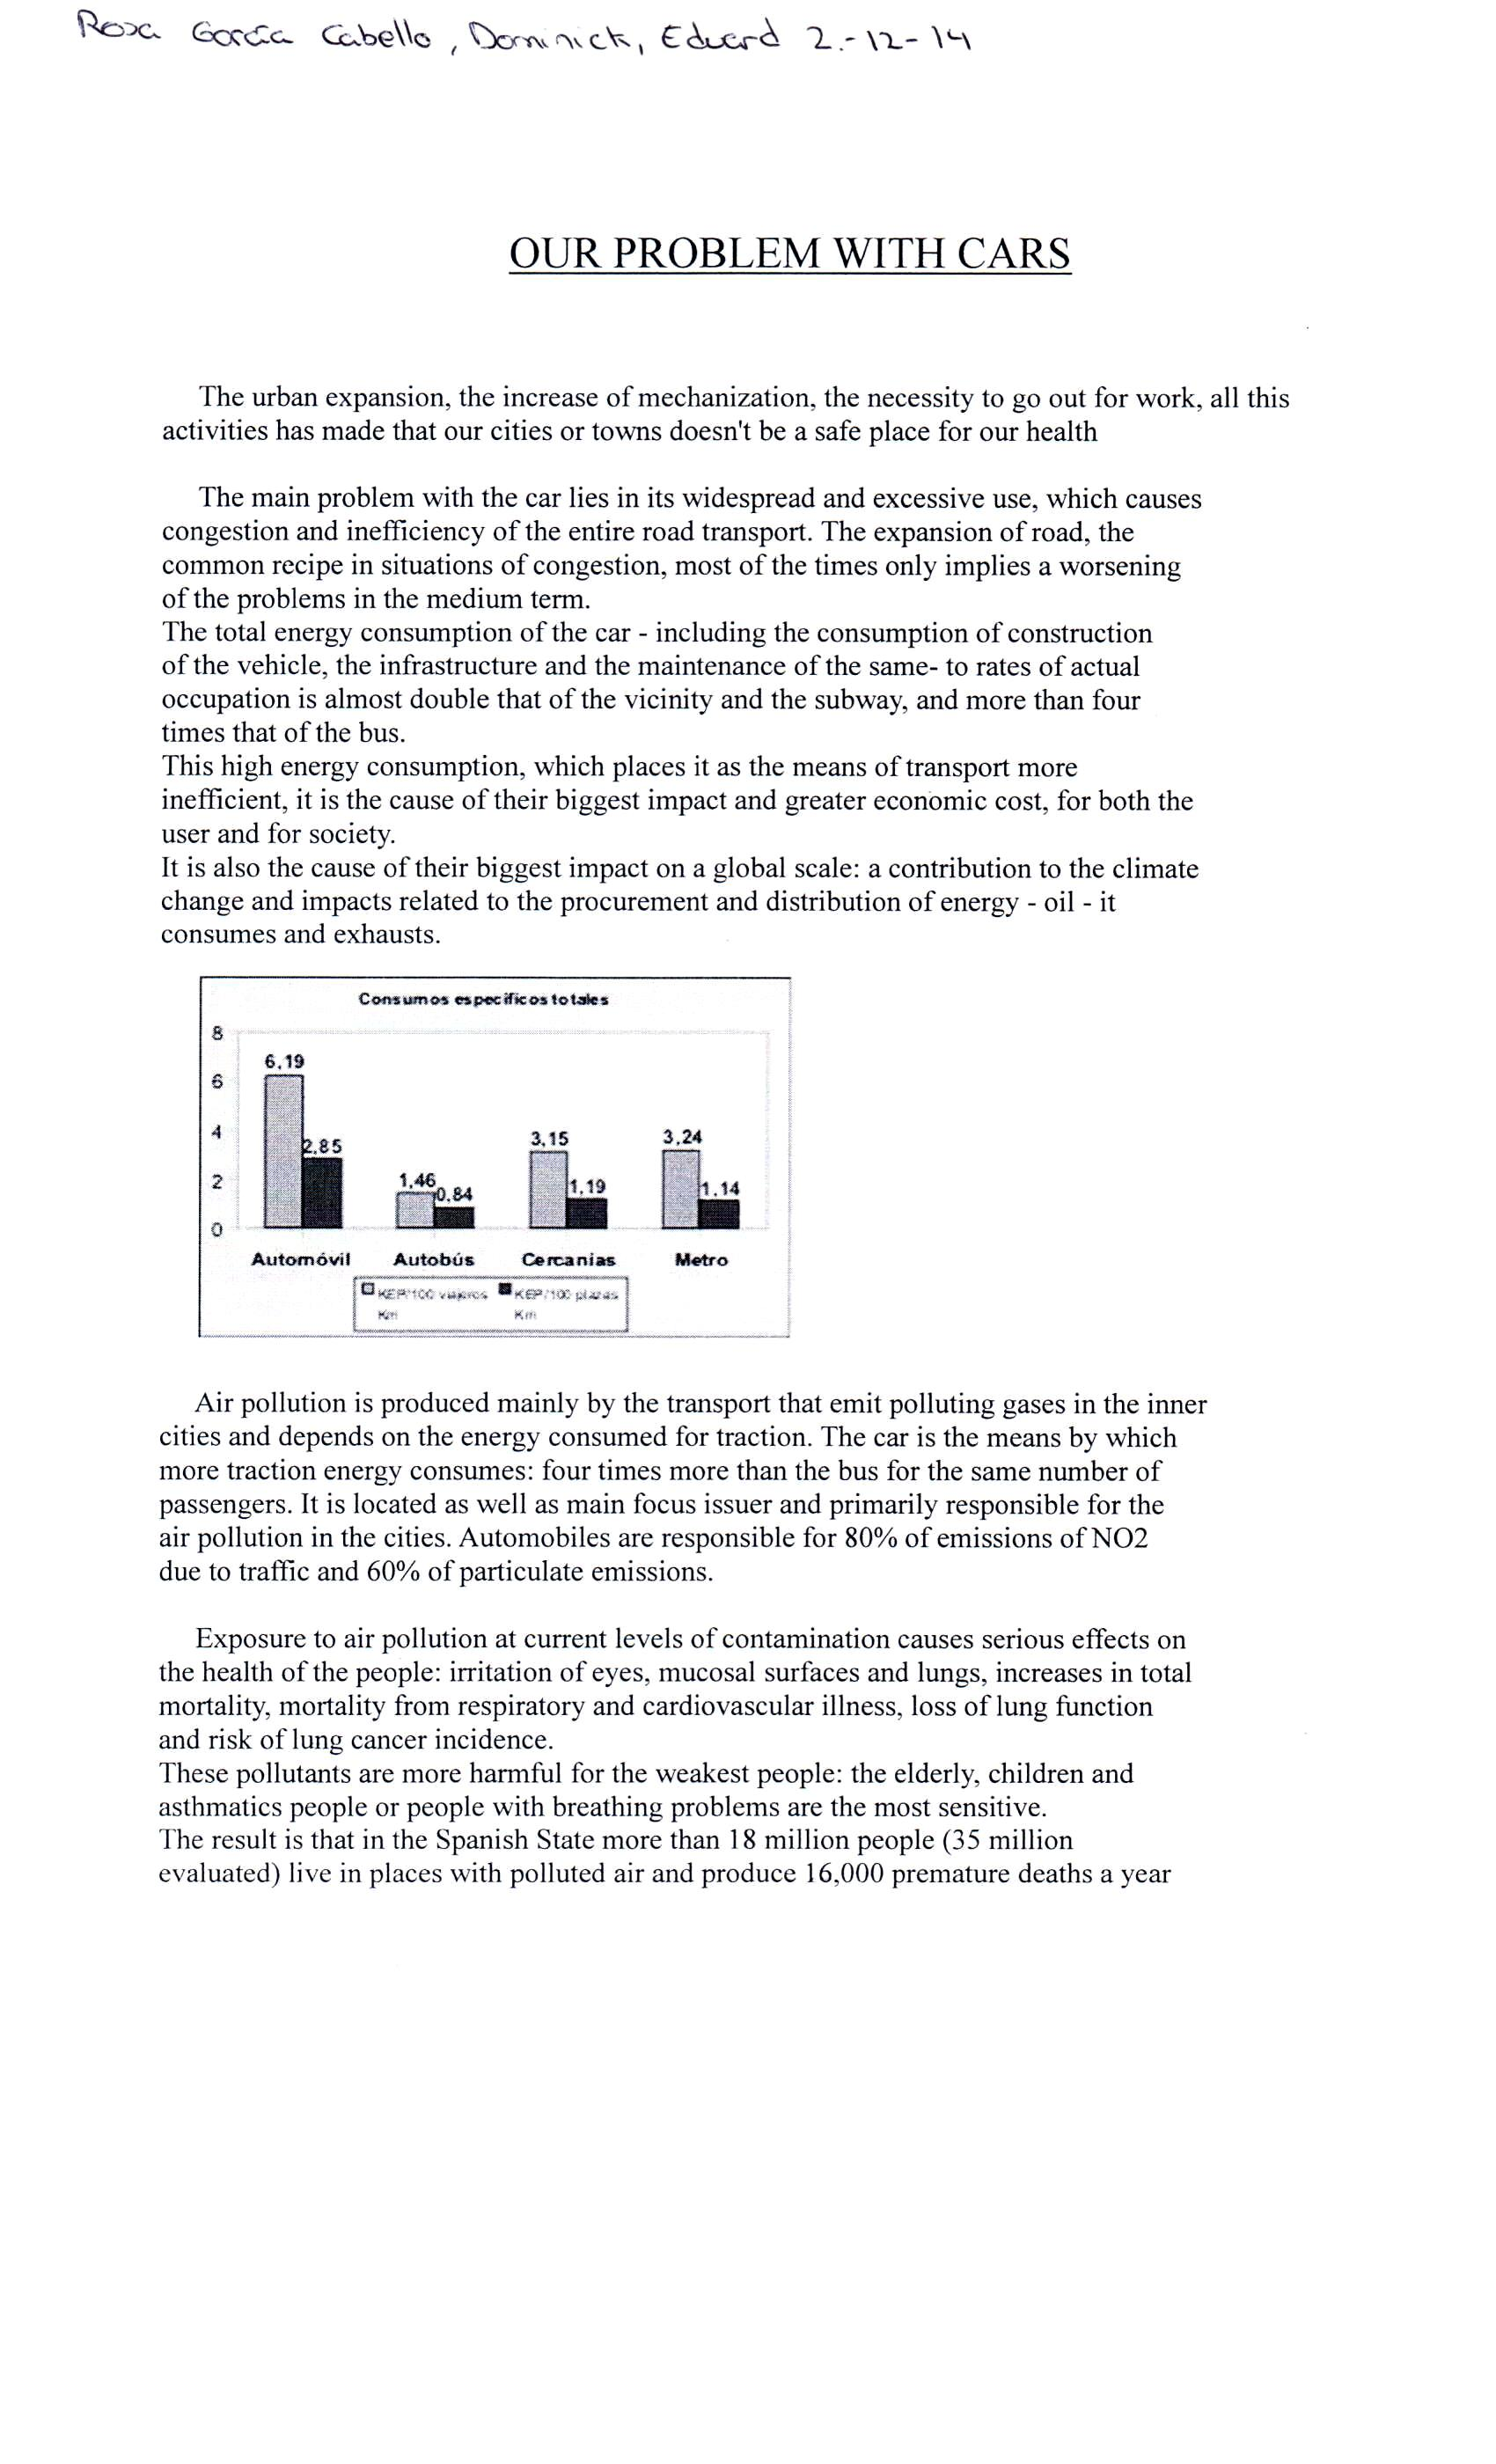 Rosa García Cabello, Dominick, Eduard 2.-12-14
OUR PROBLEM WITH CARS
The urban expansion, the increase of mechanization, the necessity to go out for work, all this
activities has made that our cities or towns doesn't be a safe place for our health
The main problem with the car lies in its widespread and excessive use, which causes
congestion and inefficiency of the entire road transport. The expansion of road, the
common recipe in situations of congestion, most of the times only implies a worsening
of the problems in the medium term.
The total energy consumption of the car - including the consumption of construction
of the vehicle, the infrastructure and the maintenance of the same- to rates of actual
occupation is almost double that of the vicinity and the subway, and more than four
times that of the bus.
This high energy consumption, which places it as the means of transport more
inefficient, it is the cause of their biggest impact and greater economic cost, for both the
user and for society.
It is also the cause of their biggest impact on a global scale: a contribution to the climate
change and impacts related to the procurement and distribution of energy - oil - it
consumes and exhausts.
Consumos específicos totales
8
6
4
2
0
6,19
2,85
1,46
0,84
3,15
1,19
3,24
1,14
Automóvil Autobús Cercanías Metro
KEP/100 viajeros KEP/100 plazas
Km Km
Air pollution is produced mainly by the transport that emit polluting gases in the inner
cities and depends on the energy consumed for traction. The car is the means by which
more traction energy consumes: four times more than the bus for the same number of
passengers. It is located as well as main focus issuer and primarily responsible for the
air pollution in the cities. Automobiles are responsible for 80% of emissions of NO2
due to traffic and 60% of particulate emissions.
Exposure to air pollution at current levels of contamination causes serious effects on
the health of the people: irritation of eyes, mucosal surfaces and lungs, increases in total
mortality, mortality from respiratory and cardiovascular illness, loss of lung function
and risk of lung cancer incidence.
These pollutants are more harmful for the weakest people: the elderly, children and
asthmatics people or people with breathing problems are the most sensitive.
The result is that in the Spanish State more than 18 million people (35 million
evaluated) live in places with polluted air and produce 16,000 premature deaths a year